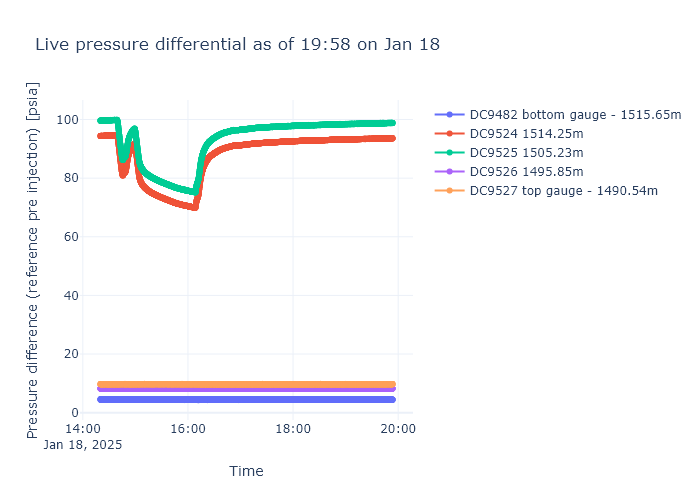 Live pressure differential as of 19:58 on Jan 18
Pressure difference (reference pre injection) [psia]
100
80
60
40
20
0
14:00
16:00
18:00
20:00
Jan 18, 2025
Time
DC9482 bottom gauge - 1515.65m
DC9524 1514.25m
DC9525 1505.23m
DC9526 1495.85m
DC9527 top gauge - 1490.54m